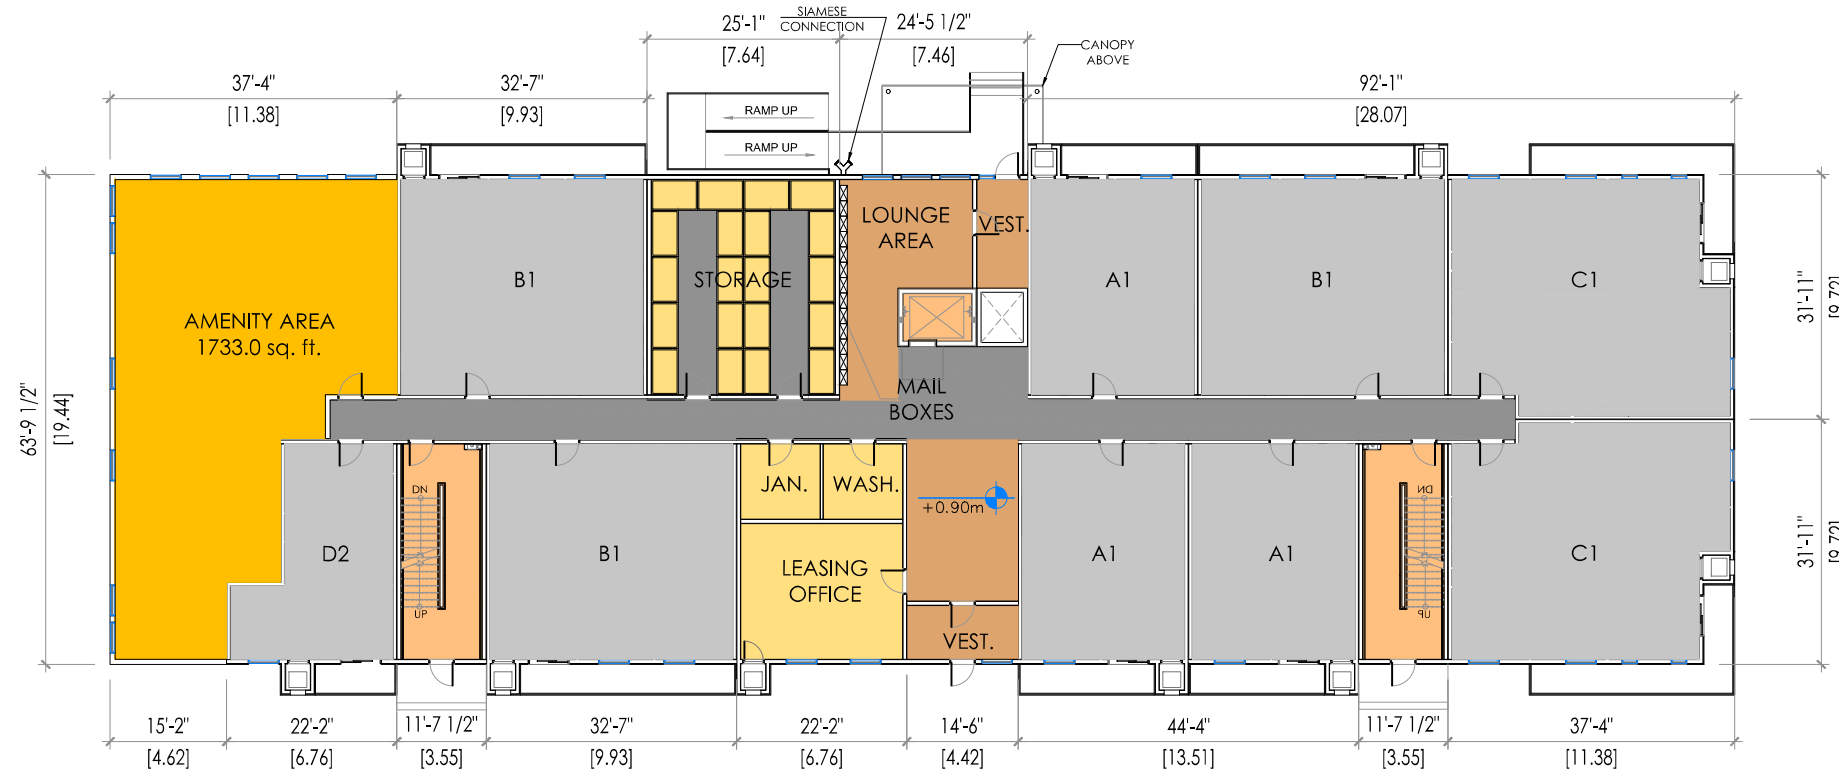 SIAMESE
CONNECTION
25'-1"
[7.64]
24'-5 1/2"
[7.46]
CANOPY
ABOVE
37'-4"
[11.38]
32'-7"
[9.93]
92'-1"
[28.07]
RAMP UP
RAMP UP
LOUNGE
AREA
VEST.
B1
STORAGE
A1
B1
C1
31'-11"
[9.72]
AMENITY AREA
1733.0 sq. ft.
MAIL
BOXES
63'-9 1/2"
[19.44]
JAN.
WASH.
DN
DN
+0.90m
D2
B1
LEASING
OFFICE
A1
A1
C1
31'-11"
[9.72]
UP
UP
VEST.
15'-2"
[4.62]
22'-2"
[6.76]
11'-7 1/2"
[3.55]
32'-7"
[9.93]
22'-2"
[6.76]
14'-6"
[4.42]
44'-4"
[13.51]
11'-7 1/2"
[3.55]
37'-4"
[11.38]